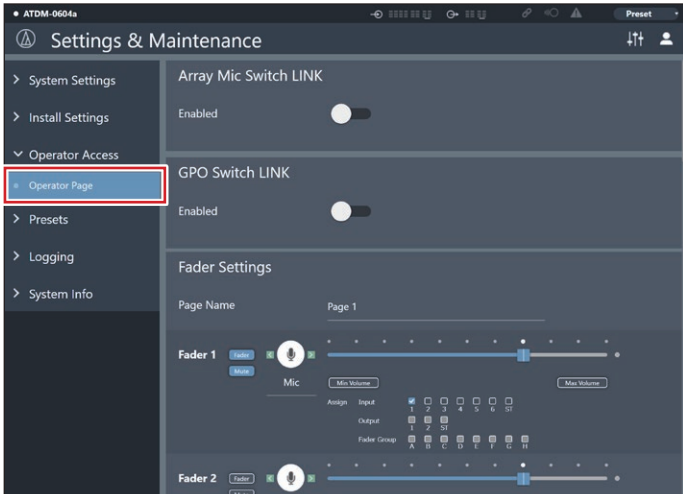 ATDM-0604a
Preset
Settings & Maintenance
System Settings
Install Settings
Operator Access
Operator Page
Presets
Logging
System Info
Array Mic Switch LINK
Enabled
GPO Switch LINK
Enabled
Fader Settings
Page Name Page 1
Fader 1 Fader
Mute
Mic Min Volume Max Volume
Assign Input
1 2 3 4 5 6 ST
Output
1 2 ST
Fader Group
A B C D E F G H
Fader 2 Fader